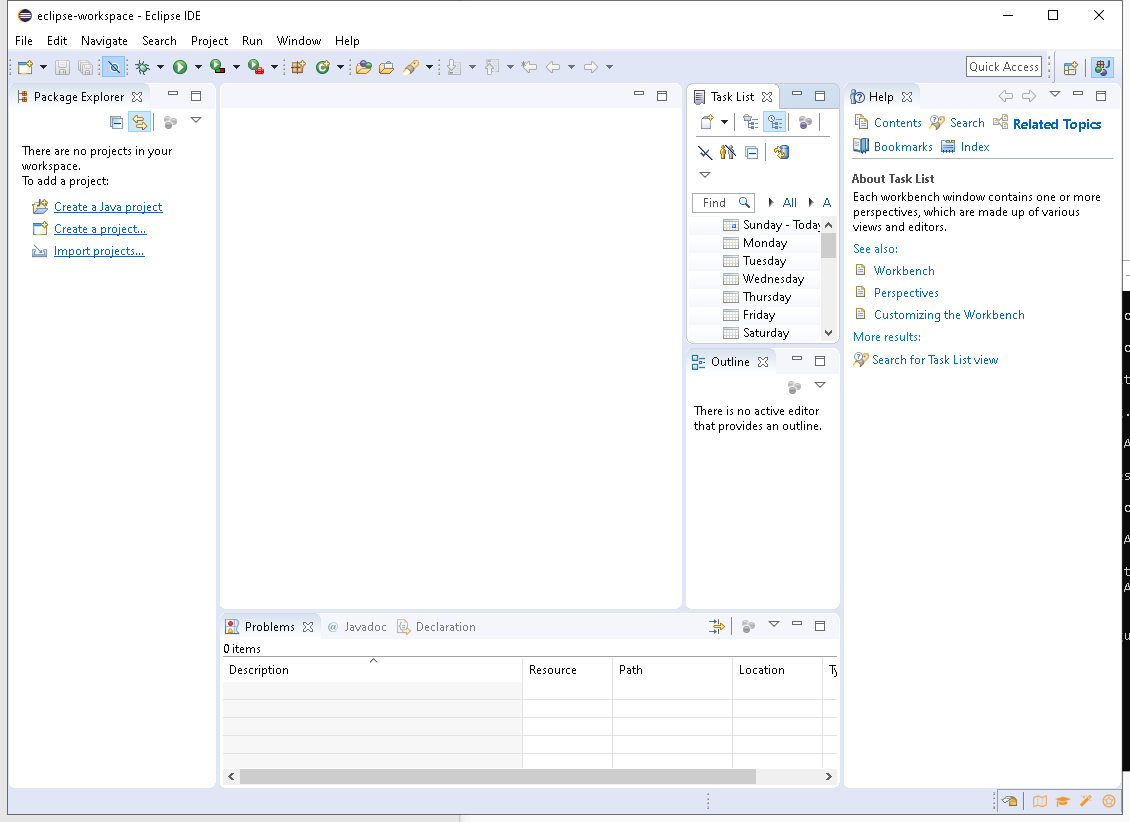 eclipse-workspace - Eclipse IDE
File Edit Navigate Search Project Run Window Help
Quick Access
Package Explorer
There are no projects in your
workspace.
To add a project:
Create a Java project
Create a project...
Import projects...
Task List
Find All A
Sunday - Today
Monday
Tuesday
Wednesday
Thursday
Friday
Saturday
Outline
There is no active editor
that provides an outline.
Help
Contents Search Related Topics
Bookmarks Index
About Task List
Each workbench window contains one or more
perspectives, which are made up of various
views and editors.
See also:
Workbench
Perspectives
Customizing the Workbench
More results:
Search for Task List view
Problems @ Javadoc Declaration
0 items
Description Resource Path Location Ty